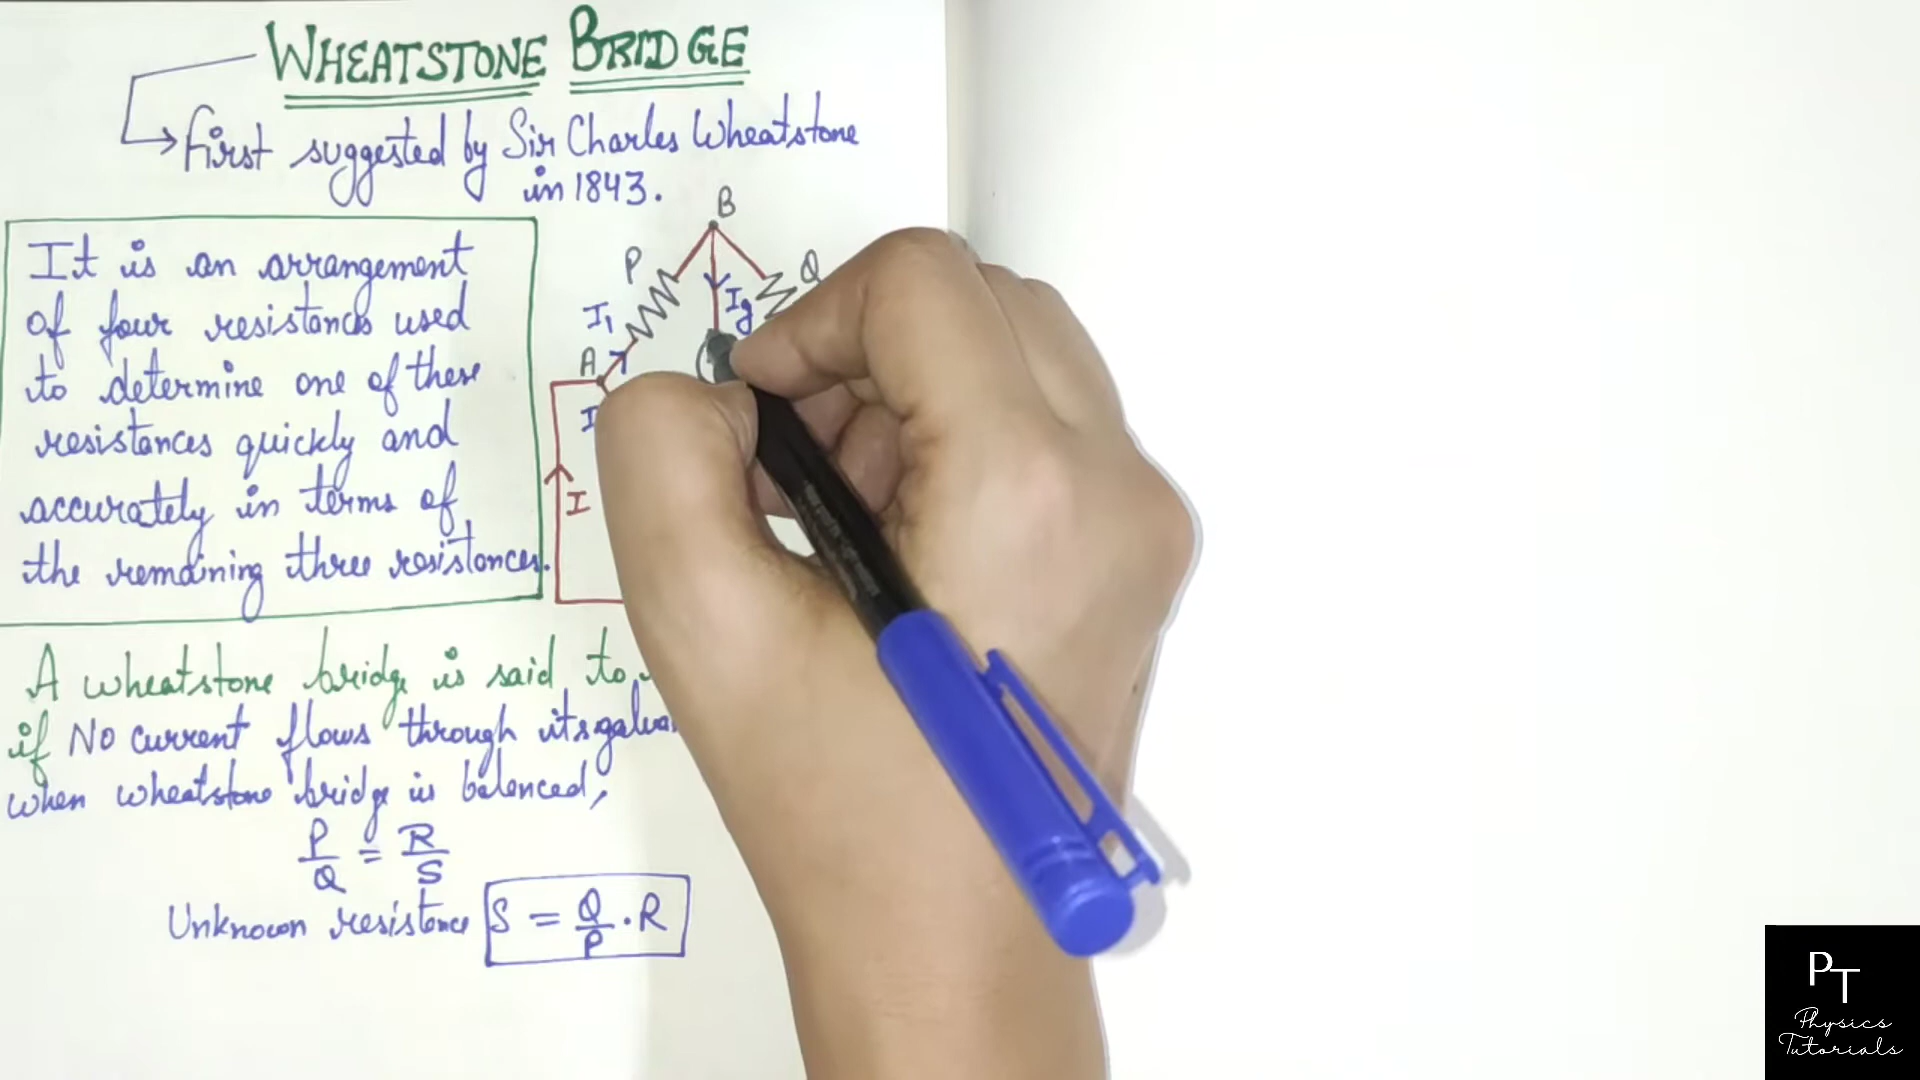 WHEATSTONE BRIDGE
First suggested by Sir Charles Wheatstone
in 1843.
It is an arrangement
of four resistances used
to determine one of these
resistances quickly and
accurately in terms of
the remaining three resistances.
B
P
Q
I1
Ig
A
I
I
A wheatstone bridge is said to
if No current flows through its
when wheatstone bridge is balenced,
P/Q = R/S
Unknown resistance S = Q/P . R
PT
Physics
Tutorials